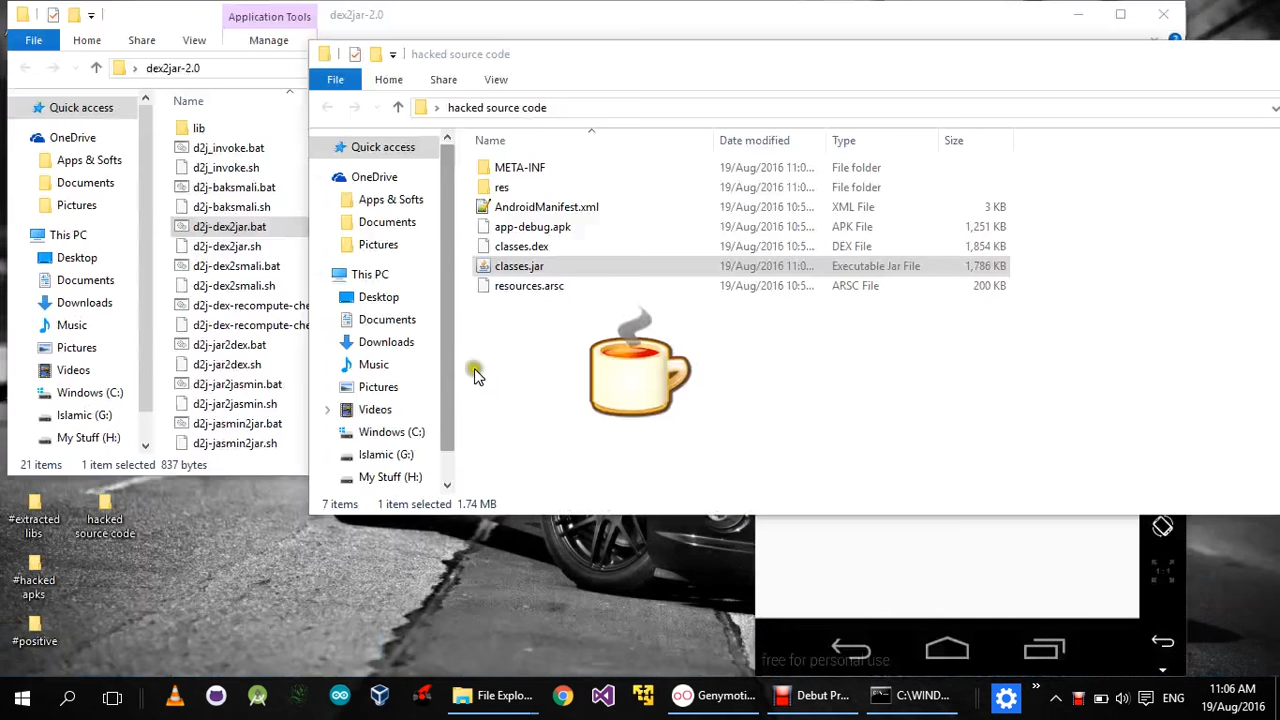 Application Tools
dex2jar-2.0
File
Home
Share
View
Manage
dex2jar-2.0
Quick access
OneDrive
Apps & Softs
Documents
Pictures
This PC
Desktop
Documents
Downloads
Music
Pictures
Videos
Windows (C:)
Islamic (G:)
My Stuff (H:)
Name
lib
d2j_invoke.bat
d2j_invoke.sh
d2j-baksmali.bat
d2j-baksmali.sh
d2j-dex2jar.bat
d2j-dex2jar.sh
d2j-dex2smali.bat
d2j-dex2smali.sh
d2j-dex-recompute-che
d2j-dex-recompute-che
d2j-jar2dex.bat
d2j-jar2dex.sh
d2j-jar2jasmin.bat
d2j-jar2jasmin.sh
d2j-jasmin2jar.bat
d2j-jasmin2jar.sh
21 items 1 item selected 837 bytes
hacked source code
File
Home
Share
View
hacked source code
Quick access
OneDrive
Apps & Softs
Documents
Pictures
This PC
Desktop
Documents
Downloads
Music
Pictures
Videos
Windows (C:)
Islamic (G:)
My Stuff (H:)
Name Date modified Type Size
META-INF 19/Aug/2016 11:0... File folder
res 19/Aug/2016 11:0... File folder
AndroidManifest.xml 19/Aug/2016 10:5... XML File 3 KB
app-debug.apk 19/Aug/2016 10:5... APK File 1,251 KB
classes.dex 19/Aug/2016 10:5... DEX File 1,854 KB
classes.jar 19/Aug/2016 11:0... Executable Jar File 1,786 KB
resources.arsc 19/Aug/2016 10:5... ARSC File 200 KB
7 items 1 item selected 1.74 MB
#extracted
libs
hacked
source code
#hacked
apks
#positive
free for personal use
File Explo...
Genymoti...
Debut Pr...
C:\WIND...
ENG
11:06 AM
19/Aug/2016